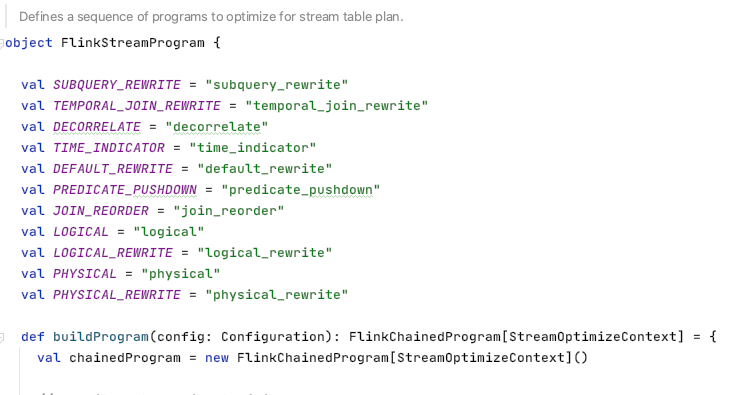 Defines a sequence of programs to optimize for stream table plan.
object FlinkStreamProgram {
val SUBQUERY_REWRITE = "subquery_rewrite"
val TEMPORAL_JOIN_REWRITE = "temporal_join_rewrite"
val DECORRELATE = "decorrelate"
val TIME_INDICATOR = "time_indicator"
val DEFAULT_REWRITE = "default_rewrite"
val PREDICATE_PUSHDOWN = "predicate_pushdown"
val JOIN_REORDER = "join_reorder"
val LOGICAL = "logical"
val LOGICAL_REWRITE = "logical_rewrite"
val PHYSICAL = "physical"
val PHYSICAL_REWRITE = "physical_rewrite"
def buildProgram(config: Configuration): FlinkChainedProgram[StreamOptimizeContext] = {
val chainedProgram = new FlinkChainedProgram[StreamOptimizeContext]()